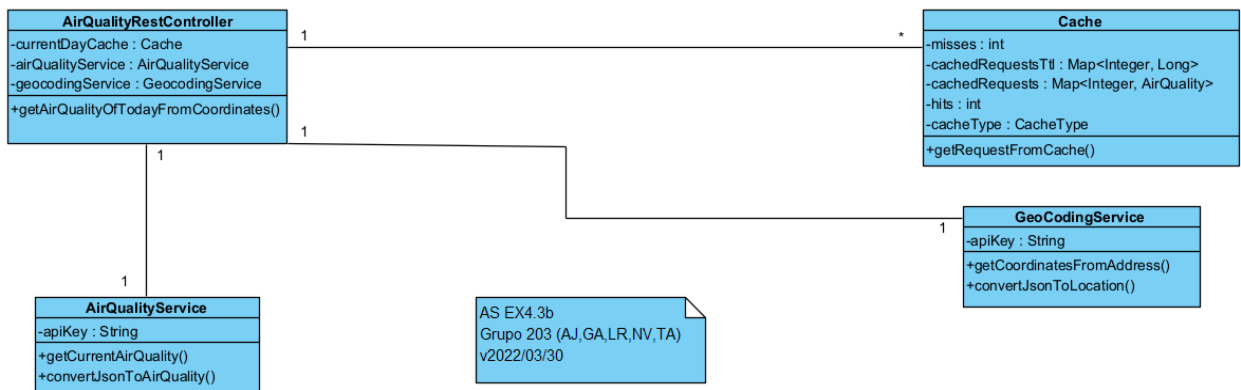 AirQualityRestController
-currentDayCache : Cache
-airQualityService : AirQualityService
-geocodingService : GeocodingService
+getAirQualityOfTodayFromCoordinates()
1
*
1
1
Cache
-misses : int
-cachedRequestsTtl : Map<Integer, Long>
-cachedRequests : Map<Integer, AirQuality>
-hits : int
-cacheType : CacheType
+getRequestFromCache()
GeoCodingService
-apiKey : String
+getCoordinatesFromAddress()
+convertJsonToLocation()
1
1
AirQualityService
-apiKey : String
+getCurrentAirQuality()
+convertJsonToAirQuality()
AS EX4.3b
Grupo 203 (AJ,GA,LR,NV,TA)
v2022/03/30